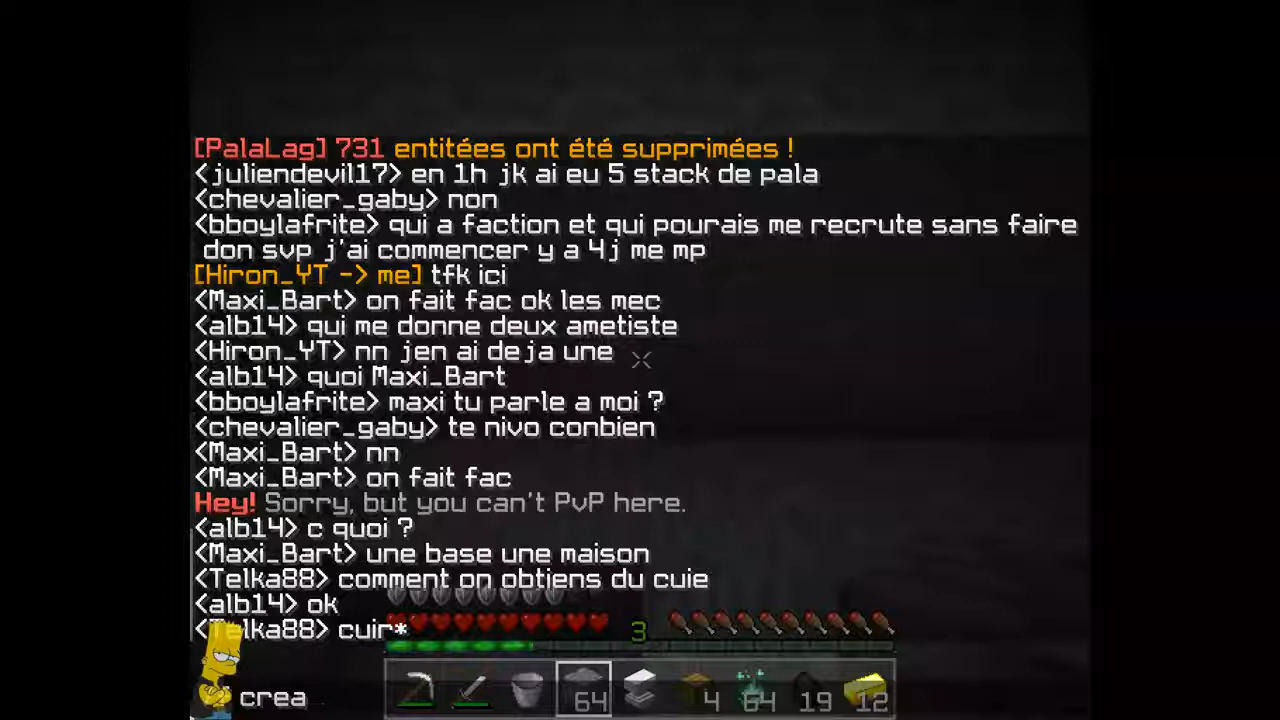 [PalaLag] 731 entitées ont été supprimées !
<juliendevil17> en 1h jk ai eu 5 stack de pala
<chevalier_gaby> non
<bboylafrite> qui a faction et qui pourais me recrute sans faire
don svp j'ai commencer y a 4j me mp
[Hiron_YT -> me] tfk ici
<Maxi_Bart> on fait fac ok les mec
<alb14> qui me donne deux ametiste
<Hiron_YT> nn jen ai deja une
<alb14> quoi Maxi_Bart
<bboylafrite> maxi tu parle a moi ?
<chevalier_gaby> te nivo conbien
<Maxi_Bart> nn
<Maxi_Bart> on fait fac
Hey! Sorry, but you can't PvP here.
<alb14> c quoi ?
<Maxi_Bart> une base une maison
<Telka88> comment on obtiens du cuie
<alb14> ok
<Telka88> cuir*
3
64 4 64 19 12
crea